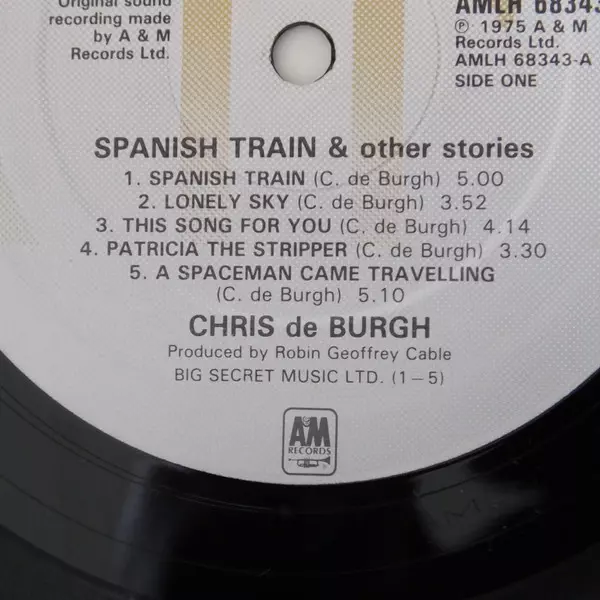 Original sound
recording made
by A & M
Records Ltd.
AMLH 68343
℗ 1975 A & M
Records Ltd.
AMLH 68343-A
SIDE ONE
SPANISH TRAIN & other stories
1. SPANISH TRAIN (C. de Burgh) 5.00
2. LONELY SKY (C. de Burgh) 3.52
3. THIS SONG FOR YOU (C. de Burgh) 4.14
4. PATRICIA THE STRIPPER (C. de Burgh) 3.30
5. A SPACEMAN CAME TRAVELLING
(C. de Burgh) 5.10
CHRIS de BURGH
Produced by Robin Geoffrey Cable
BIG SECRET MUSIC LTD. (1–5)
A&M
RECORDS